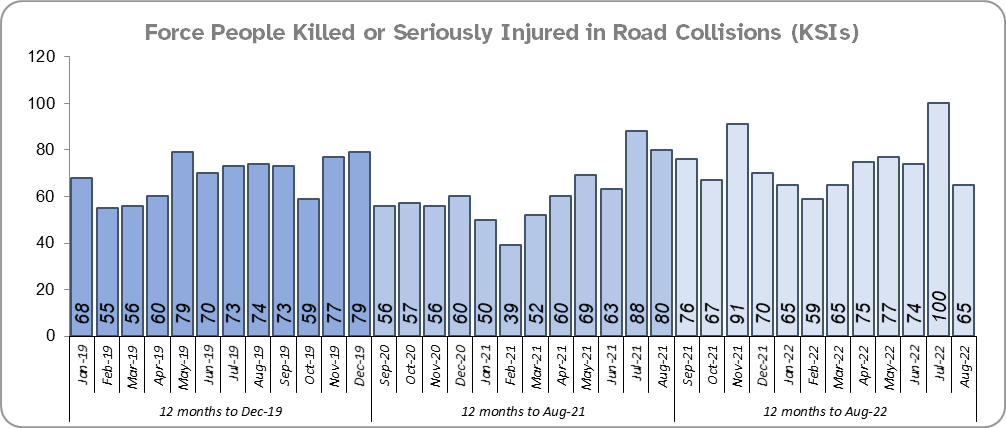 Force People Killed or Seriously Injured in Road Collisions (KSIs)
120
100
80
60
40
20
0
68 55 56 60 79 70 73 74 73 59 77 79 56 57 56 60 50 39 52 60 69 63 88 80 76 67 91 70 65 59 65 75 77 74 100 65
Jan-19 Feb-19 Mar-19 Apr-19 May-19 Jun-19 Jul-19 Aug-19 Sep-19 Oct-19 Nov-19 Dec-19 Sep-20 Oct-20 Nov-20 Dec-20 Jan-21 Feb-21 Mar-21 Apr-21 May-21 Jun-21 Jul-21 Aug-21 Sep-21 Oct-21 Nov-21 Dec-21 Jan-22 Feb-22 Mar-22 Apr-22 May-22 Jun-22 Jul-22 Aug-22
12 months to Dec-19 12 months to Aug-21 12 months to Aug-22